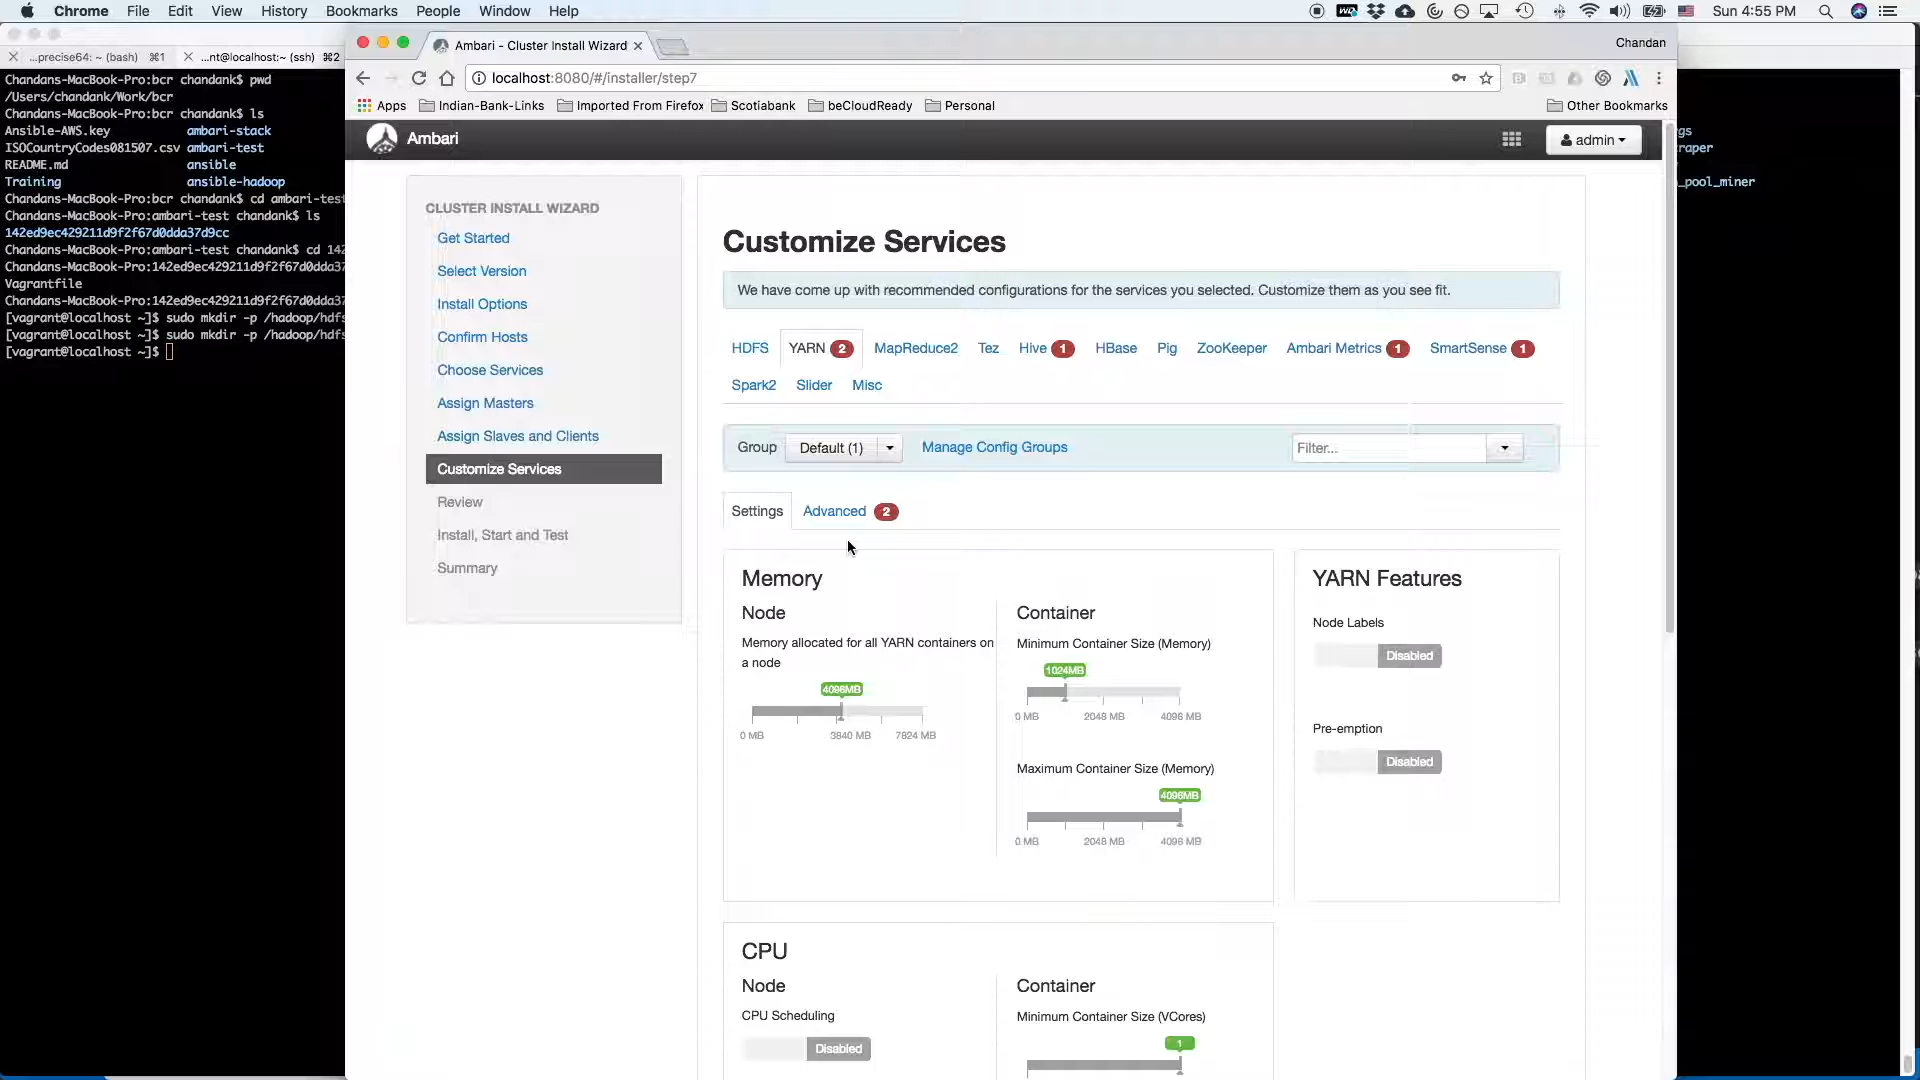 Chrome File Edit View History Bookmarks People Window Help Sun 4:55 PM
...precise64: ~ (bash) ⌘1 ...nt@localhost:~ (ssh) ⌘2
Chandans-MacBook-Pro:bcr chandank$ pwd
/Users/chandank/Work/bcr
Chandans-MacBook-Pro:bcr chandank$ ls
Ansible-AWS.key ambari-stack
ISOCountryCodes081507.csv ambari-test
README.md ansible
Training ansible-hadoop
Chandans-MacBook-Pro:bcr chandank$ cd ambari-test
Chandans-MacBook-Pro:ambari-test chandank$ ls
142ed9ec429211d9f2f67d0dda37d9cc
Chandans-MacBook-Pro:ambari-test chandank$ cd 142
Chandans-MacBook-Pro:142ed9ec429211d9f2f67d0dda37
Vagrantfile
Chandans-MacBook-Pro:142ed9ec429211d9f2f67d0dda37
[vagrant@localhost ~]$ sudo mkdir -p /hadoop/hdfs
[vagrant@localhost ~]$ sudo mkdir -p /hadoop/hdfs
[vagrant@localhost ~]$
Ambari - Cluster Install Wizard Chandan
localhost:8080/#/installer/step7
Apps Indian-Bank-Links Imported From Firefox Scotiabank beCloudReady Personal Other Bookmarks
Ambari admin
CLUSTER INSTALL WIZARD
Get Started
Select Version
Install Options
Confirm Hosts
Choose Services
Assign Masters
Assign Slaves and Clients
Customize Services
Review
Install, Start and Test
Summary
Customize Services
We have come up with recommended configurations for the services you selected. Customize them as you see fit.
HDFS YARN 2 MapReduce2 Tez Hive 1 HBase Pig ZooKeeper Ambari Metrics 1 SmartSense 1
Spark2 Slider Misc
Group Default (1) Manage Config Groups Filter...
Settings Advanced 2
Memory
Node
Memory allocated for all YARN containers on
a node
4096MB
0 MB 3840 MB 7824 MB
Container
Minimum Container Size (Memory)
1024MB
0 MB 2048 MB 4096 MB
Maximum Container Size (Memory)
4096MB
0 MB 2048 MB 4096 MB
YARN Features
Node Labels
Disabled
Pre-emption
Disabled
CPU
Node
CPU Scheduling
Disabled
Container
Minimum Container Size (VCores)
1
gs
raper
_pool_miner